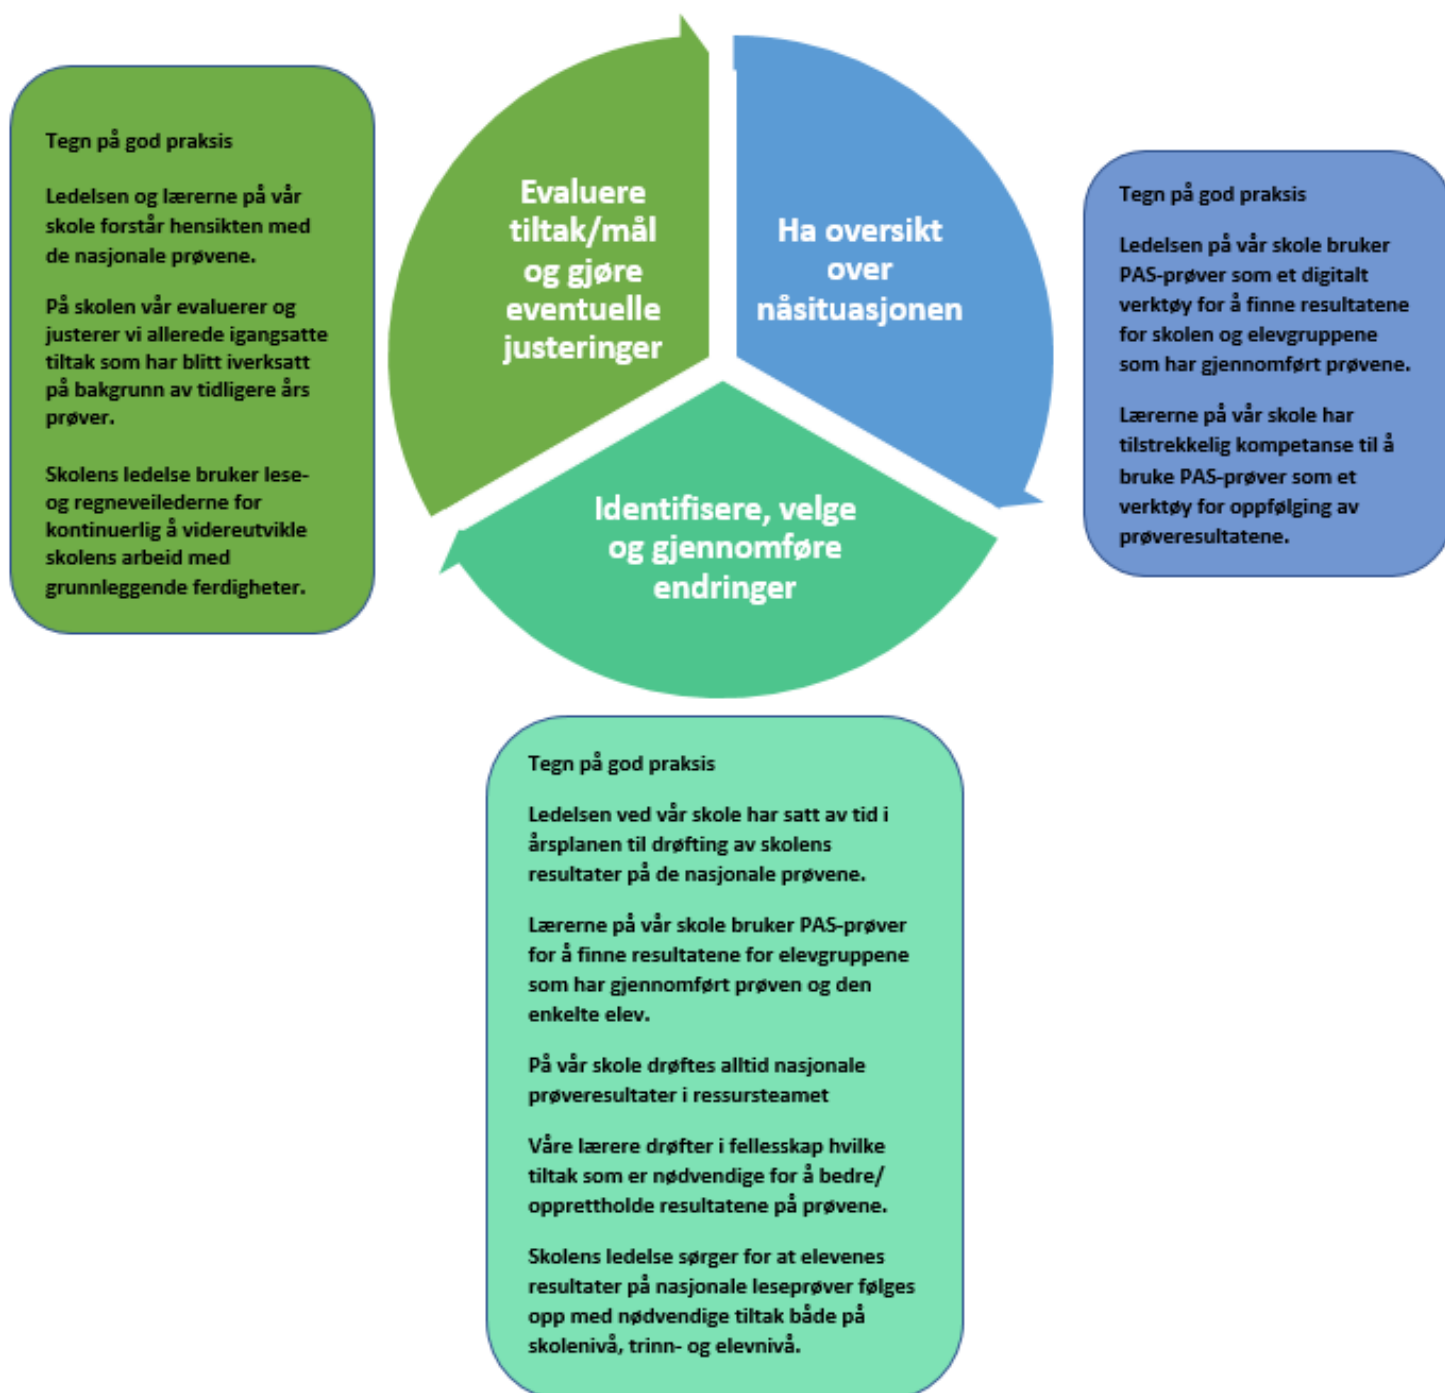 Tegn på god praksis
Ledelsen og lærerne på vår
skole forstår hensikten med
de nasjonale prøvene.
På skolen vår evaluerer og
justerer vi allerede igangsatte
tiltak som har blitt iverksatt
på bakgrunn av tidligere års
prøver.
Skolens ledelse bruker lese-
og regneveilederne for
kontinuerlig å videreutvikle
skolens arbeid med
grunnleggende ferdigheter.
Evaluere
tiltak/mål
og gjøre
eventuelle
justeringer
Ha oversikt
over
nåsituasjonen
Tegn på god praksis
Ledelsen på vår skole bruker
PAS-prøver som et digitalt
verktøy for å finne resultatene
for skolen og elevgruppene
som har gjennomført prøvene.
Lærerne på vår skole har
tilstrekkelig kompetanse til å
bruke PAS-prøver som et
verktøy for oppfølging av
prøveresultatene.
Identifisere, velge
og gjennomføre
endringer
Tegn på god praksis
Ledelsen ved vår skole har satt av tid i
årsplanen til drøfting av skolens
resultater på de nasjonale prøvene.
Lærerne på vår skole bruker PAS-prøver
for å finne resultatene for elevgruppene
som har gjennomført prøven og den
enkelte elev.
På vår skole drøftes alltid nasjonale
prøveresultater i ressursteamet
Våre lærere drøfter i fellesskap hvilke
tiltak som er nødvendige for å bedre/
opprettholde resultatene på prøvene.
Skolens ledelse sørger for at elevenes
resultater på nasjonale leseprøver følges
opp med nødvendige tiltak både på
skolenivå, trinn- og elevnivå.